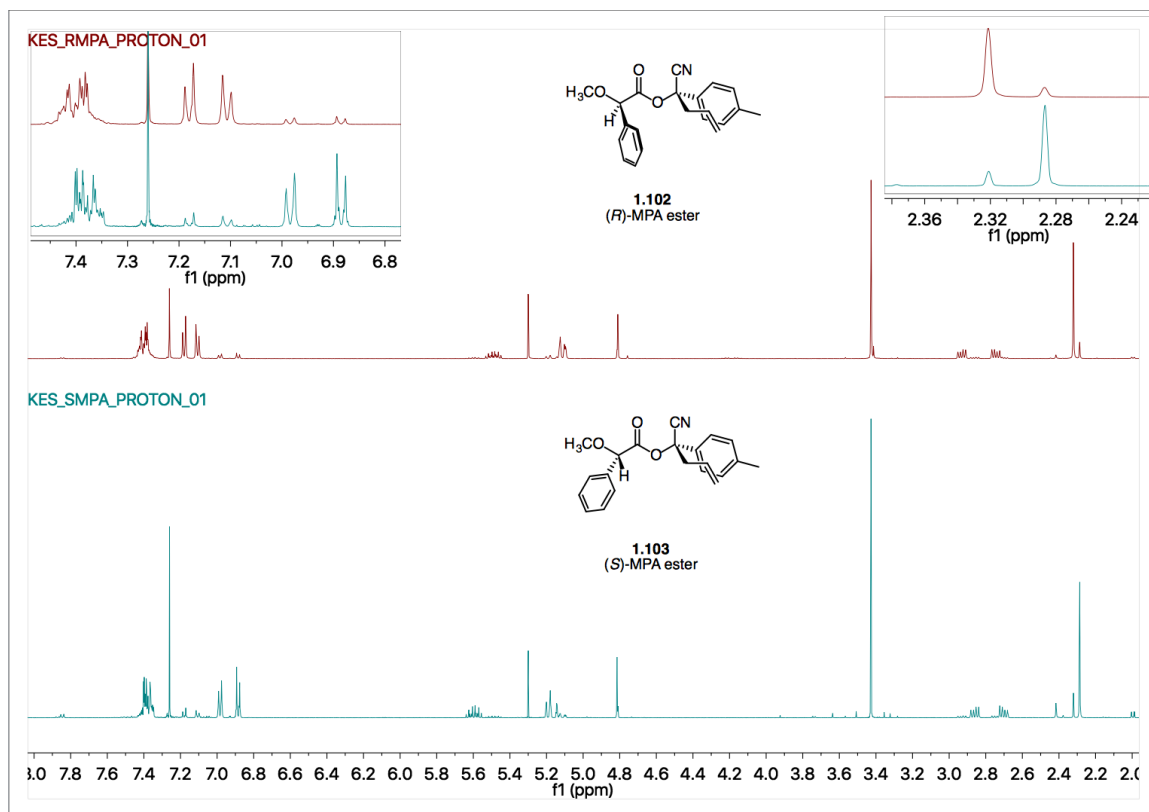 KES_RMPA_PROTON_01
7.4 7.3 7.2 7.1 7.0 6.9 6.8
f1 (ppm)
2.36 2.32 2.28 2.24
f1 (ppm)
O
CN
H₃CO
O
H
1.102
(R)-MPA ester
KES_SMPA_PROTON_01
O
CN
H₃CO
O
H
1.103
(S)-MPA ester
3.0 7.8 7.6 7.4 7.2 7.0 6.8 6.6 6.4 6.2 6.0 5.8 5.6 5.4 5.2 5.0 4.8 4.6 4.4 4.2 4.0 3.8 3.6 3.4 3.2 3.0 2.8 2.6 2.4 2.2 2.0
f1 (ppm)